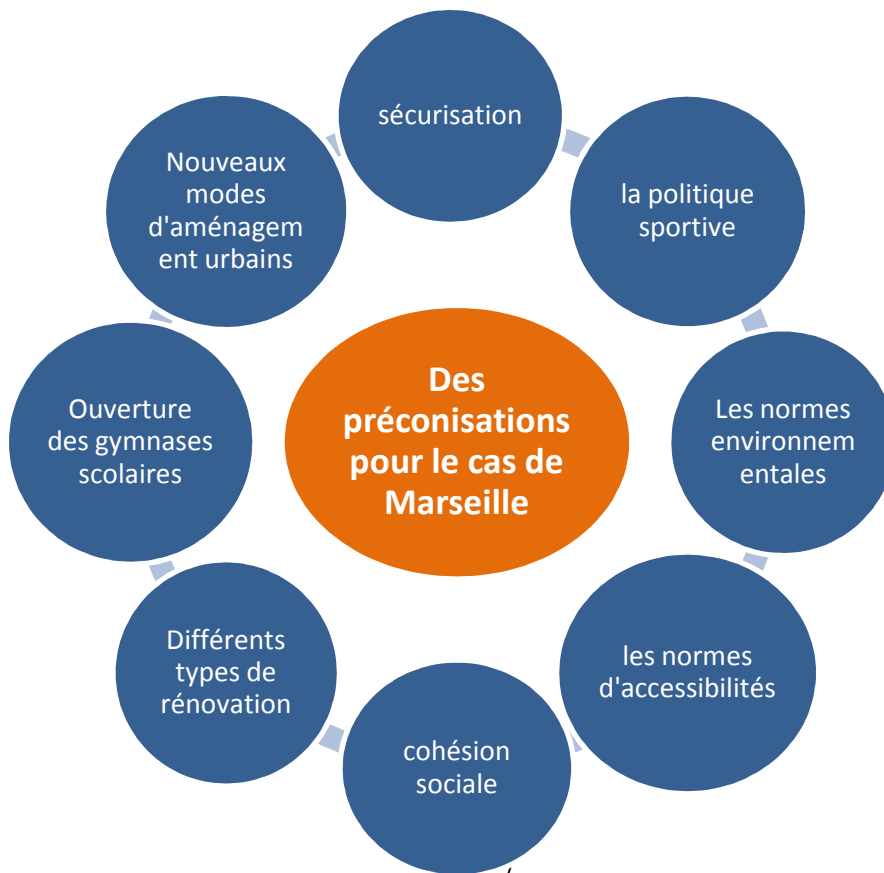 sécurisation
la politique
sportive
Les normes
environnem
entales
les normes
d'accessibilités
cohésion
sociale
Différents
types de
rénovation
Ouverture
des gymnases
scolaires
Nouveaux
modes
d'aménagem
ent urbains
Des
préconisations
pour le cas de
Marseille